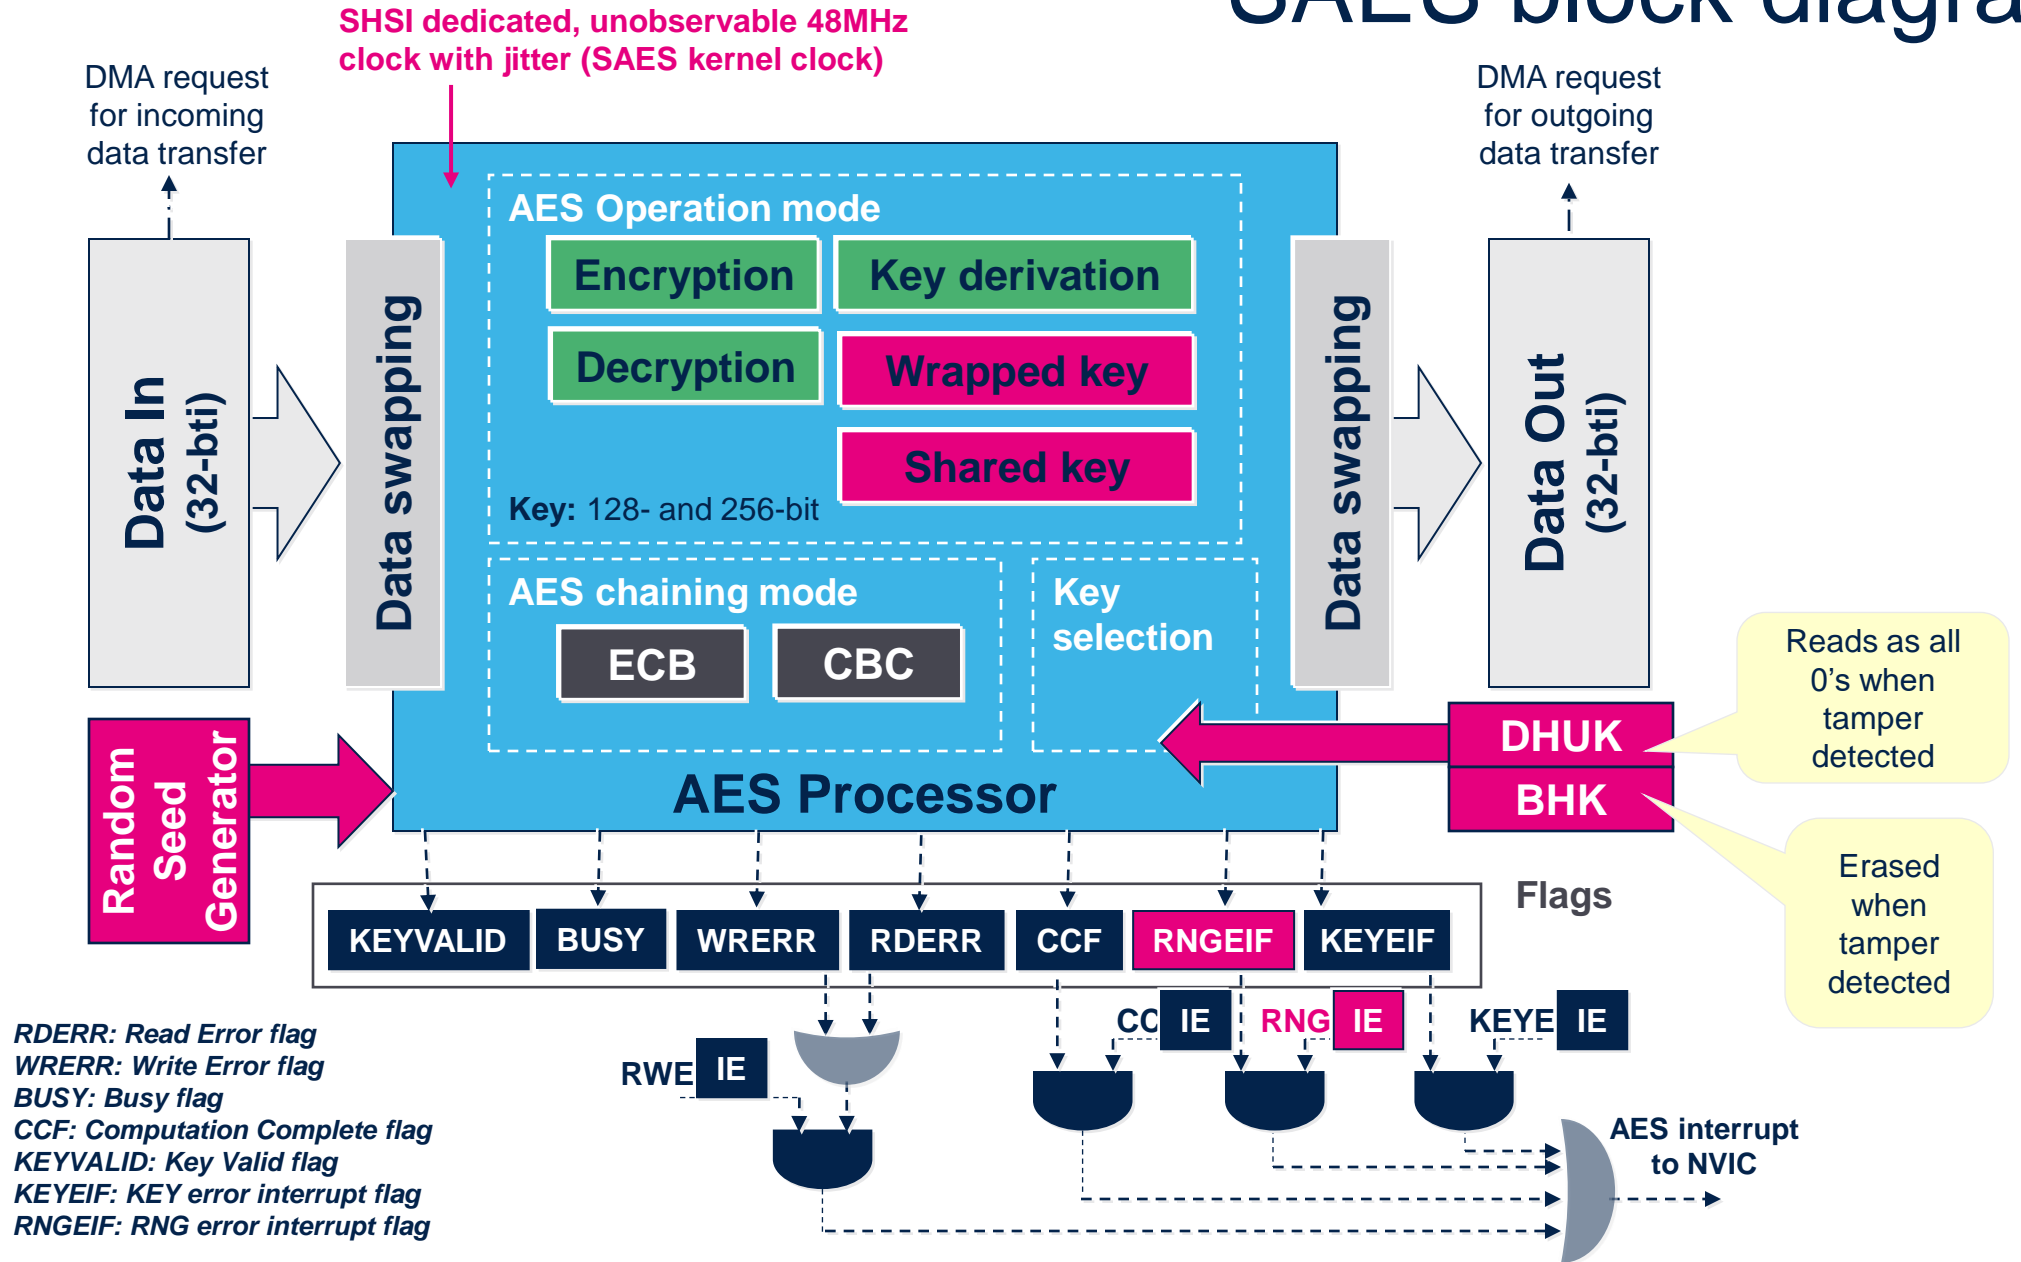 SAES block diagra
SHSI dedicated, unobservable 48MHz
clock with jitter (SAES kernel clock)
DMA request
for incoming
data transfer
DMA request
for outgoing
data transfer
AES Operation mode
Encryption
Key derivation
Decryption
Wrapped key
Shared key
Key: 128- and 256-bit
Data In
(32-bti)
Data swapping
Data swapping
Data Out
(32-bti)
AES chaining mode
ECB
CBC
Key
selection
Reads as all
0’s when
tamper
detected
DHUK
BHK
Random
Seed
Generator
AES Processor
Erased
when
tamper
detected
Flags
KEYVALID
BUSY
WRERR
RDERR
CCF
RNGEIF
KEYEIF
CC IE
RNG IE
KEYE IE
RWE IE
RDERR: Read Error flag
WRERR: Write Error flag
BUSY: Busy flag
CCF: Computation Complete flag
KEYVALID: Key Valid flag
KEYEIF: KEY error interrupt flag
RNGEIF: RNG error interrupt flag
AES interrupt
to NVIC